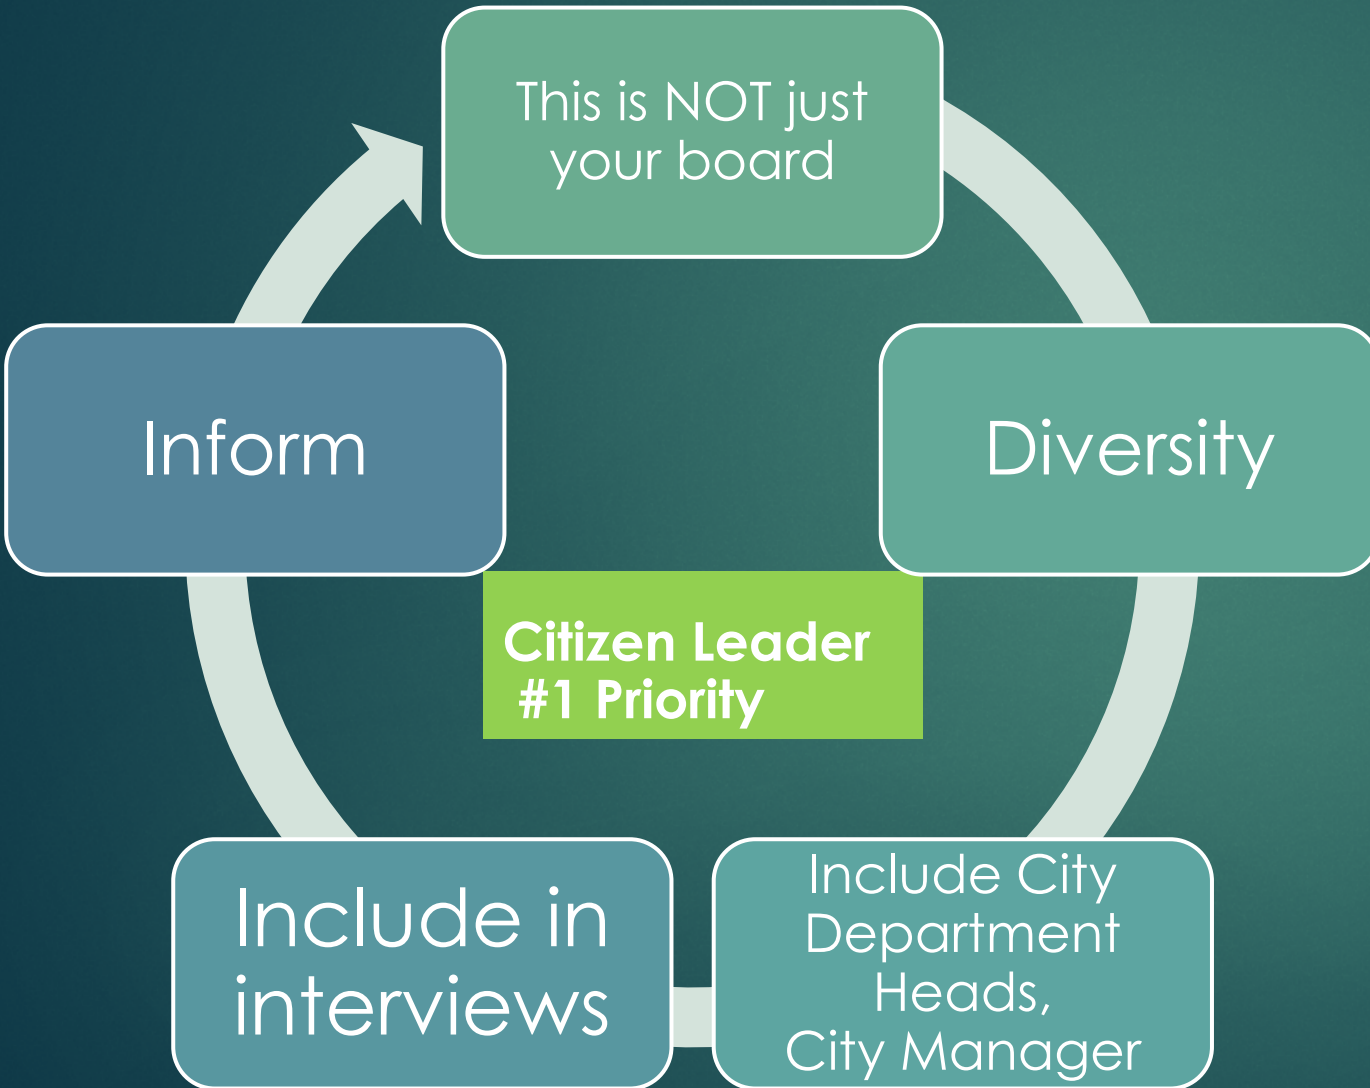 This is NOT just
your board
Diversity
Include City
Department
Heads,
City Manager
Include in
interviews
Inform
Citizen Leader
#1 Priority